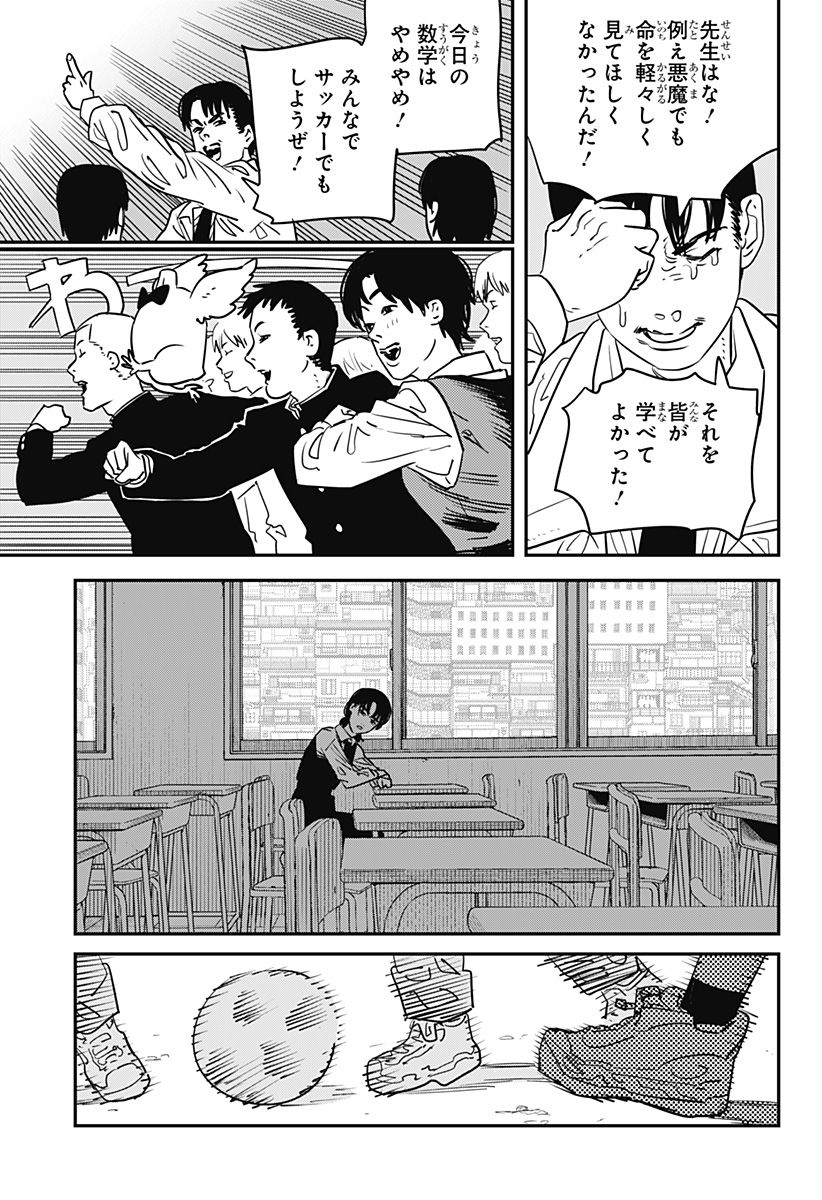 先生はな！
例え悪魔でも
命を軽々しく
見てほしく
なかったんだ！
それを
皆が
学べて
よかった！
今日の
数学は
やめやめ！
みんなで
サッカーでも
しようぜ！
わーっ